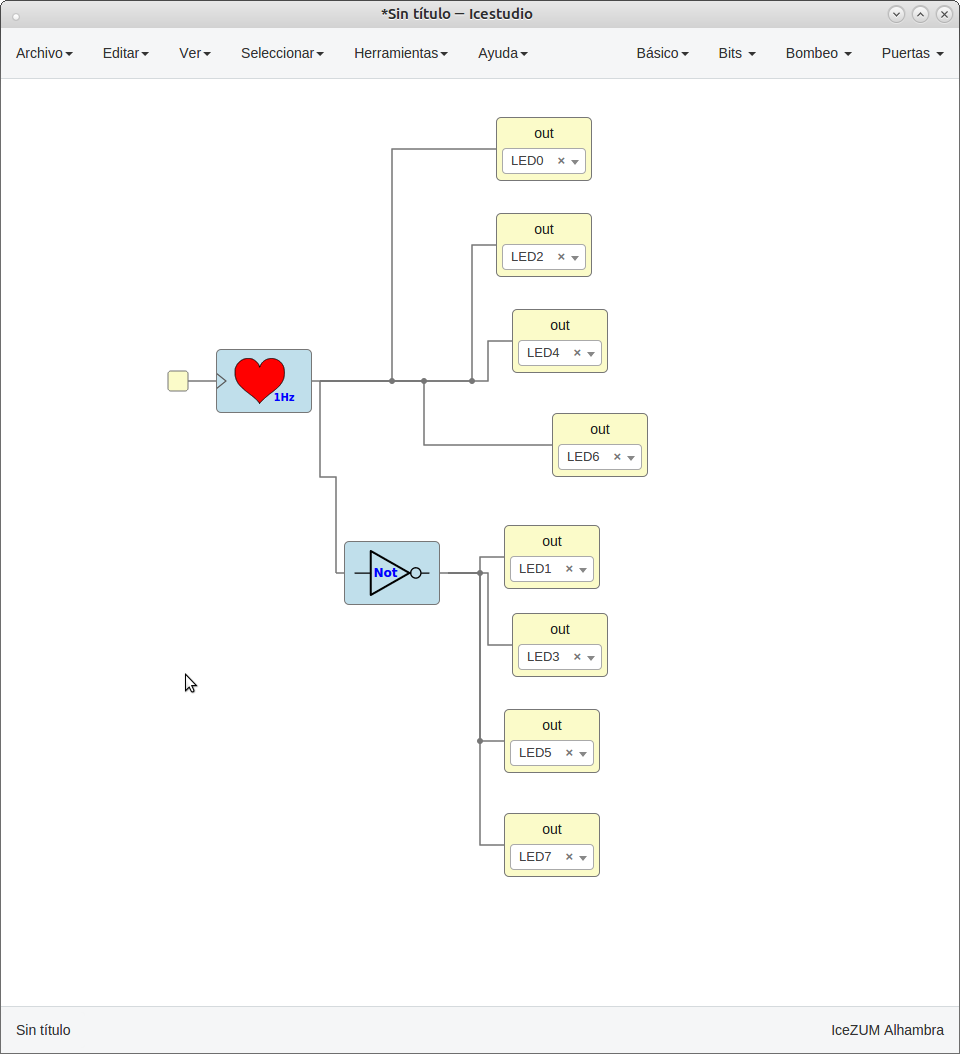 *Sin título — Icestudio
Archivo Editar Ver Seleccionar Herramientas Ayuda Básico Bits Bombeo Puertas
out
LED0 ×
out
LED2 ×
out
LED4 ×
1Hz
out
LED6 ×
out
LED1 ×
Not
out
LED3 ×
out
LED5 ×
out
LED7 ×
Sin título IceZUM Alhambra